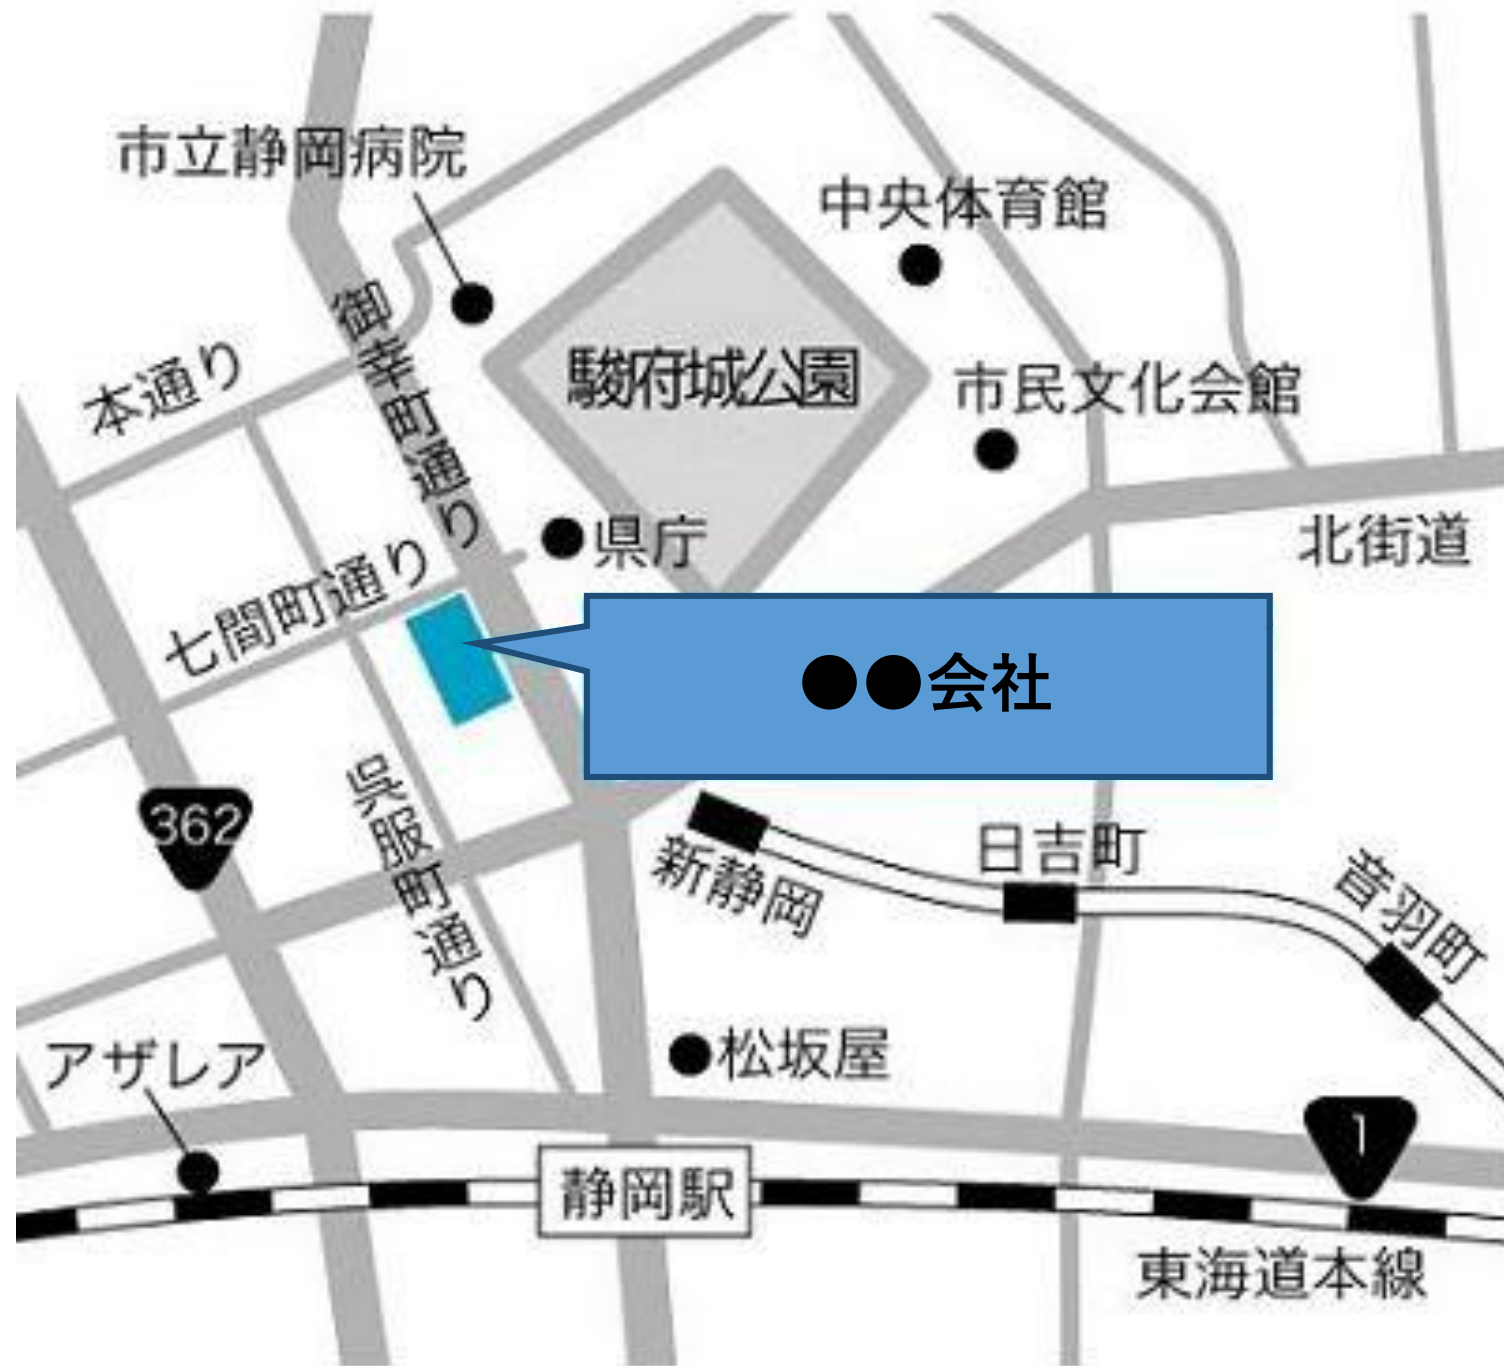 市立静岡病院
中央体育館
御幸町通り
本通り
駿府城公園
市民文化会館
県庁
北街道
七間町通り
●●会社
362
呉服町通り
新静岡
日吉町
音羽町
松坂屋
アザレア
1
静岡駅
東海道本線